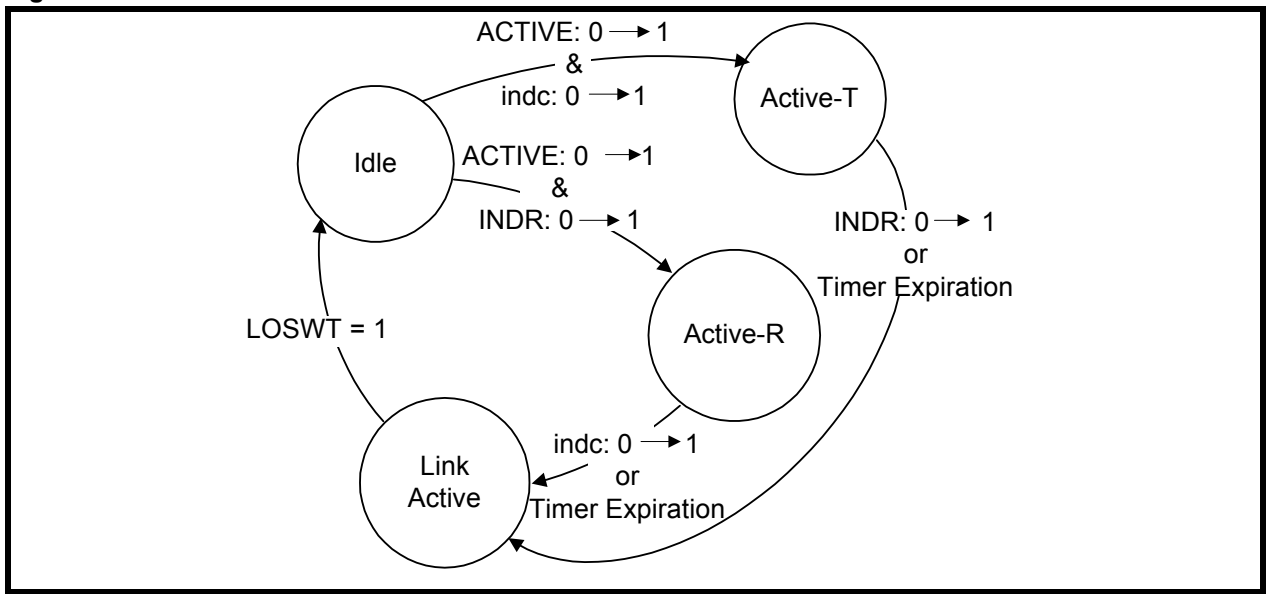 ACTIVE: 0 → 1
&
indc: 0 → 1
Active-T
Idle
ACTIVE: 0 → 1
&
INDR: 0 → 1
INDR: 0 → 1
or
Timer Expiration
Active-R
LOSWT = 1
indc: 0 → 1
or
Timer Expiration
Link
Active